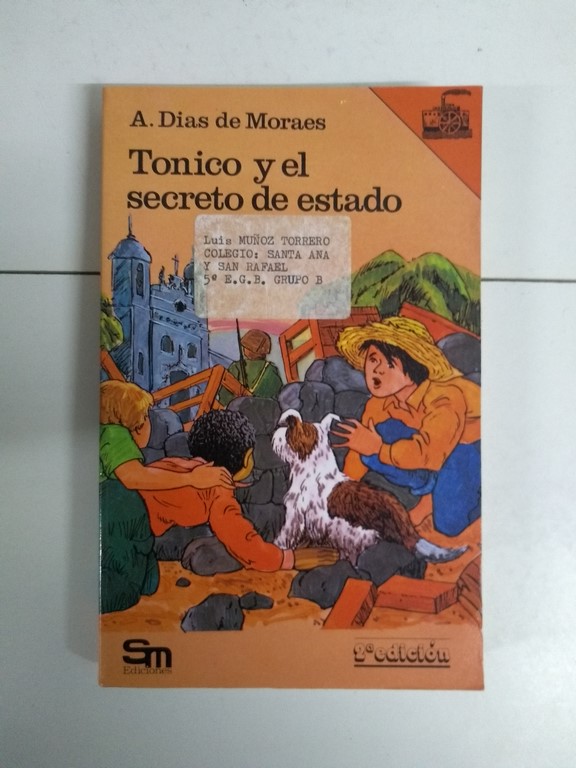 A. Dias de Moraes
Tonico y el
secreto de estado
Luis MUÑOZ TORRERO
COLEGIO: SANTA ANA
Y SAN RAFAEL
5º E.G.B. GRUPO B
Sm
Ediciones
2ª edición